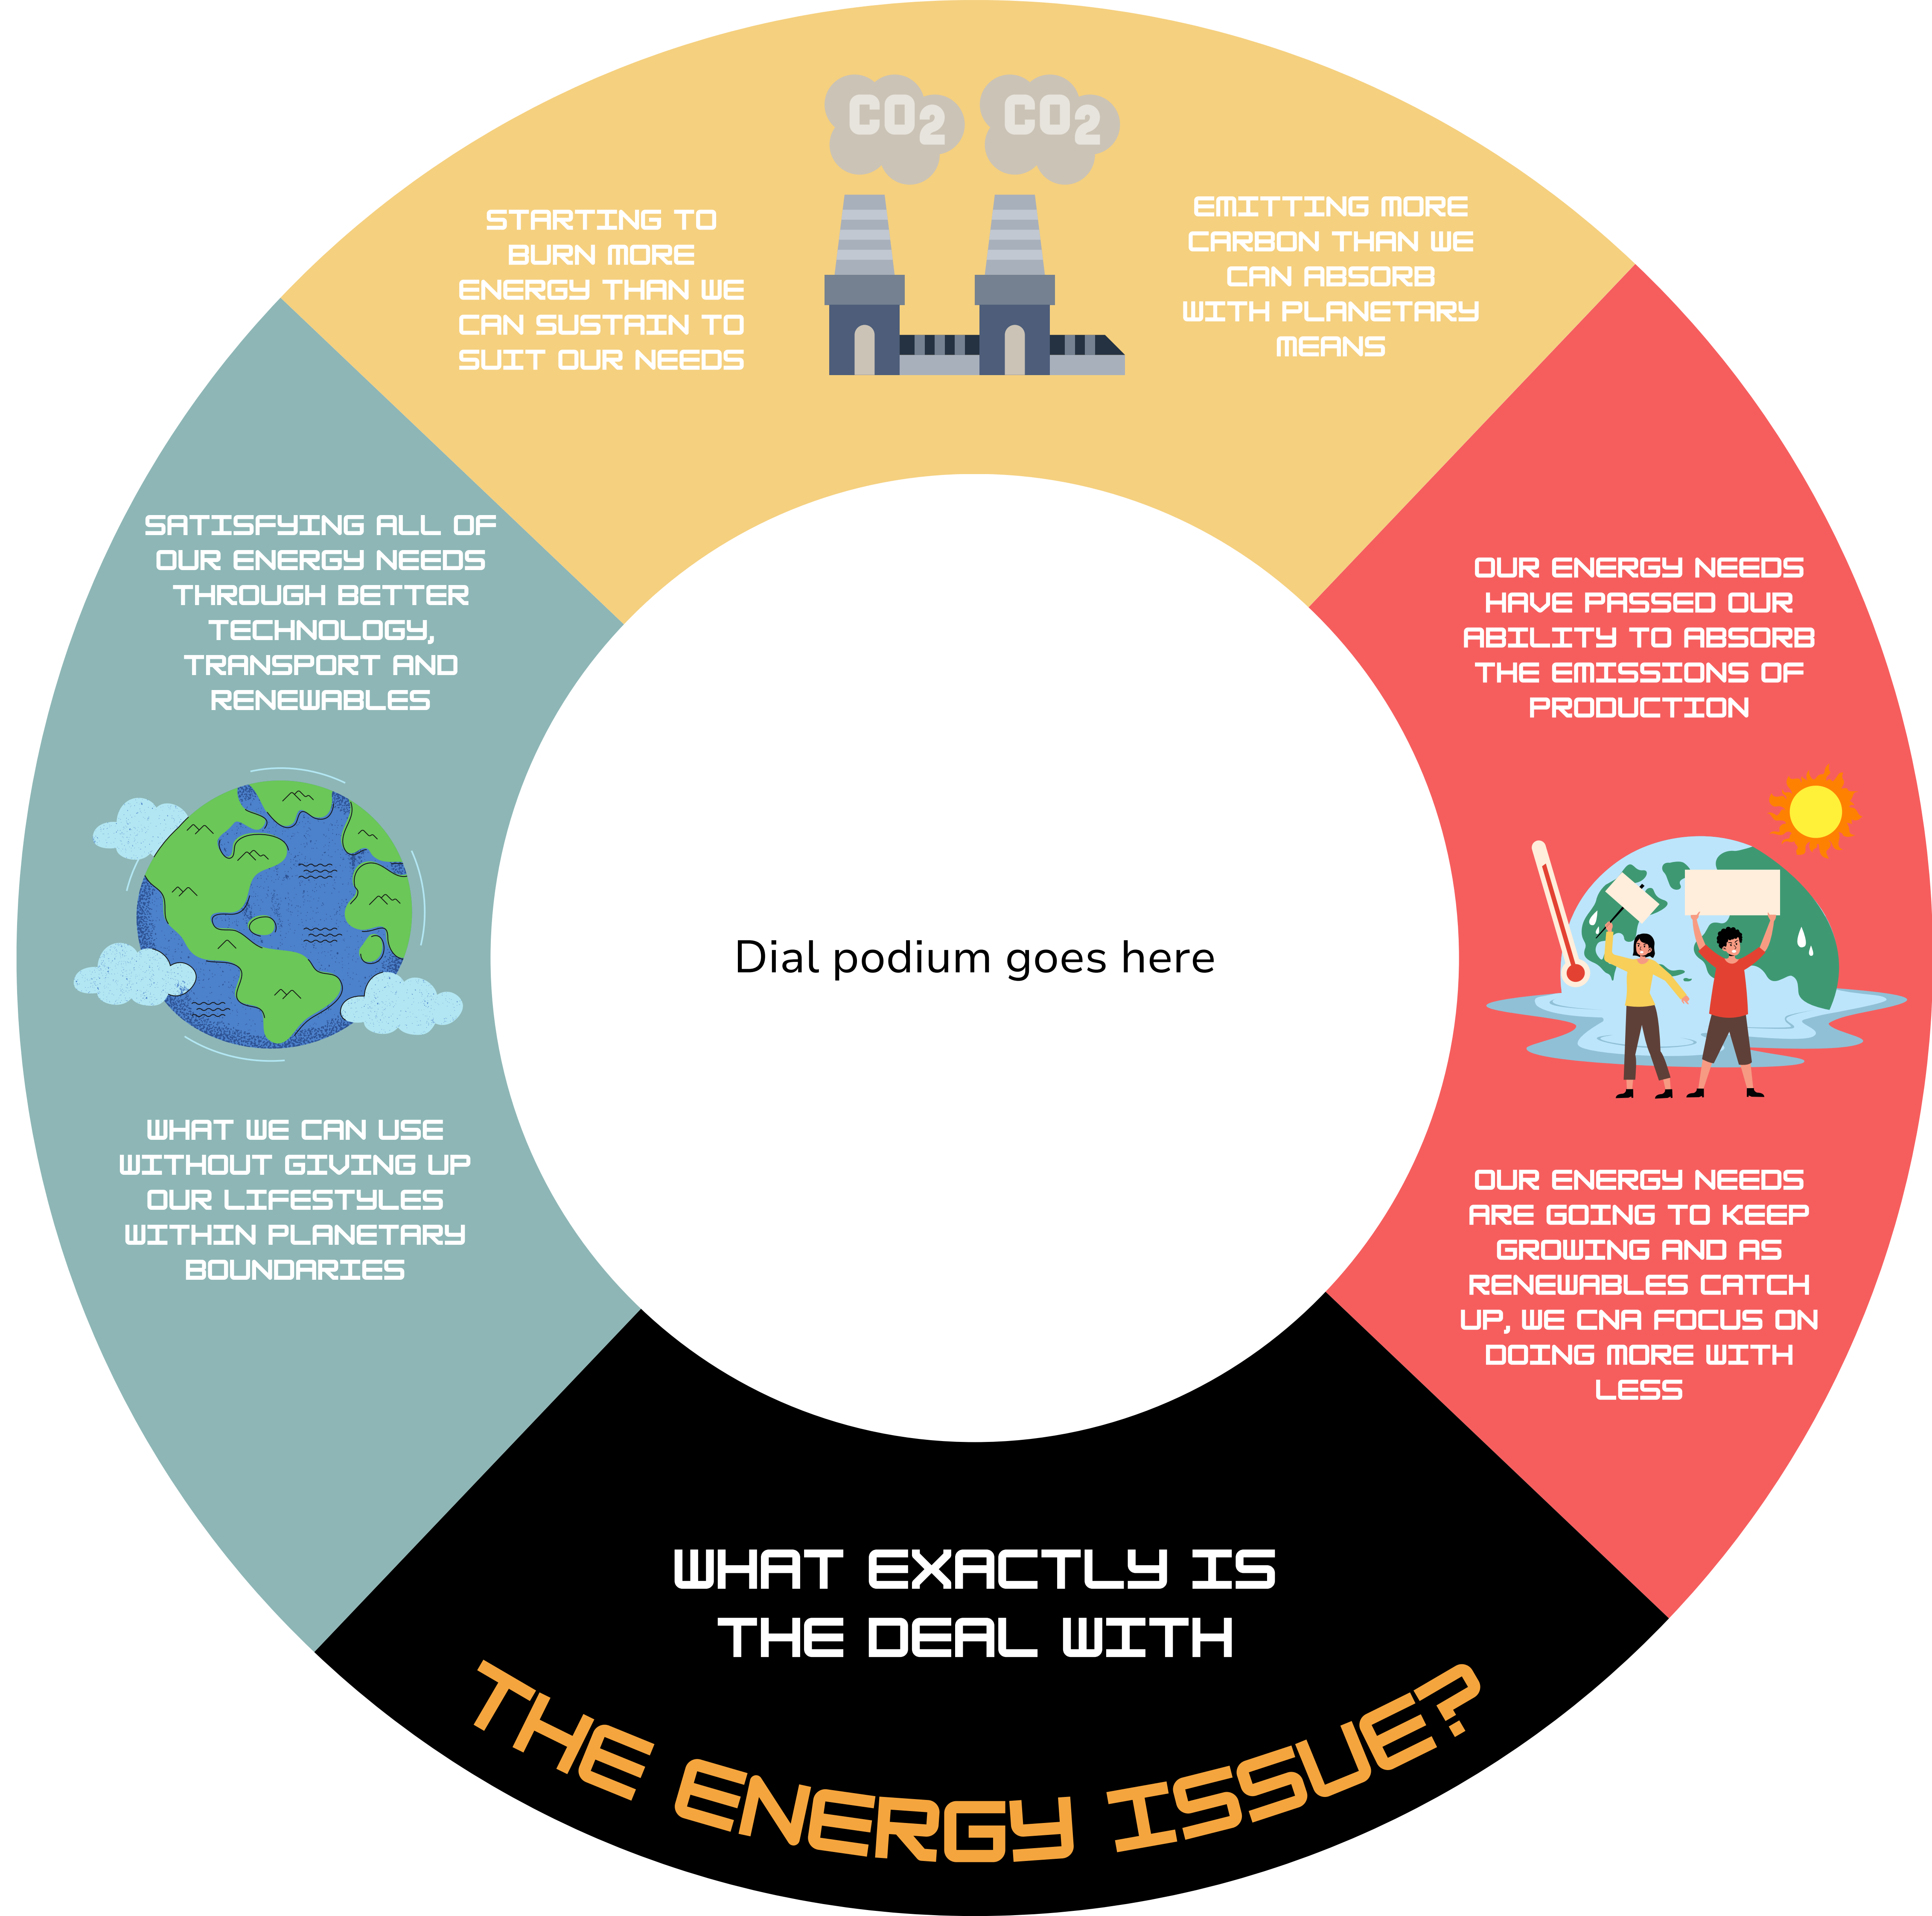 CO2
CO2
STARTING TO
BURN MORE
ENERGY THAN WE
CAN SUSTAIN TO
SUIT OUR NEEDS
EMITTING MORE
CARBON THAN WE
CAN ABSORB
WITH PLANETARY
MEANS
SATISFYING ALL OF
OUR ENERGY NEEDS
THROUGH BETTER
TECHNOLOGY,
TRANSPORT AND
RENEWABLES
OUR ENERGY NEEDS
HAVE PASSED OUR
ABILITY TO ABSORB
THE EMISSIONS OF
PRODUCTION
Dial podium goes here
WHAT WE CAN USE
WITHOUT GIVING UP
OUR LIFESTYLES
WITHIN PLANETARY
BOUNDARIES
OUR ENERGY NEEDS
ARE GOING TO KEEP
GROWING AND AS
RENEWABLES CATCH
UP, WE CNA FOCUS ON
DOING MORE WITH
LESS
WHAT EXACTLY IS
THE DEAL WITH
THE ENERGY ISSUE?